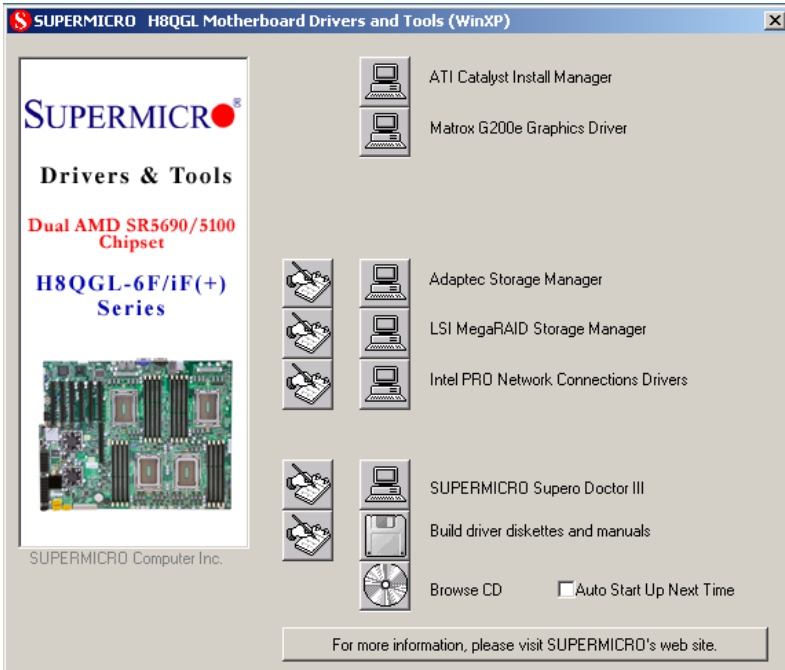 SUPERMICRO   H8QGL Motherboard Drivers and Tools (WinXP)
SUPERMICRO®
Drivers & Tools
Dual AMD SR5690/5100
Chipset
H8QGL-6F/iF(+)
Series
SUPERMICRO Computer Inc.
ATI Catalyst Install Manager
Matrox G200e Graphics Driver
Adaptec Storage Manager
LSI MegaRAID Storage Manager
Intel PRO Network Connections Drivers
SUPERMICRO Supero Doctor III
Build driver diskettes and manuals
Browse CD
Auto Start Up Next Time
For more information, please visit SUPERMICRO's web site.